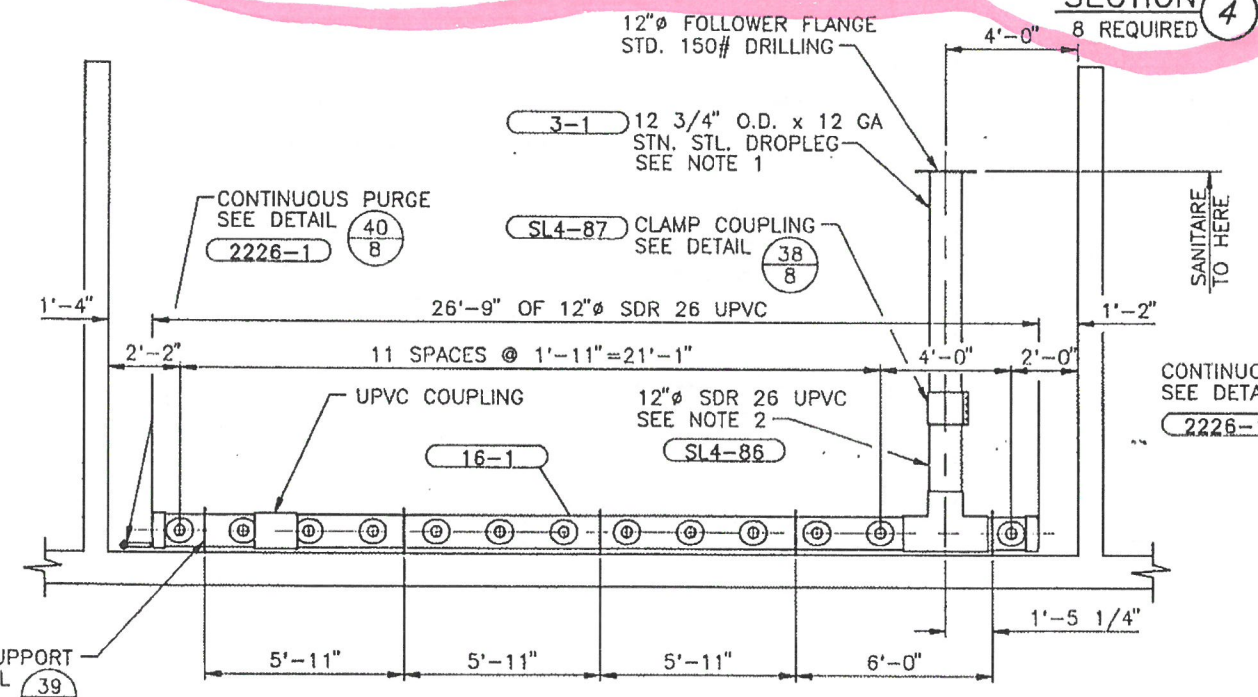 SECTION
8 REQUIRED
4
12"ø FOLLOWER FLANGE
STD. 150# DRILLING
4'-0"
3-1
12 3/4" O.D. x 12 GA
STN. STL. DROPLEG
SEE NOTE 1
CONTINUOUS PURGE
SEE DETAIL
40
8
2226-1
SL4-87
CLAMP COUPLING
SEE DETAIL
38
8
SANITAIRE
TO HERE
1'-4"
26'-9" OF 12"ø SDR 26 UPVC
1'-2"
2'-2"
11 SPACES @ 1'-11"=21'-1"
4'-0"
2'-0"
UPVC COUPLING
12"ø SDR 26 UPVC
SEE NOTE 2
SL4-86
16-1
CONTINUO
SEE DETA
2226-
1'-5 1/4"
UPPORT
L
39
5'-11"
5'-11"
5'-11"
6'-0"